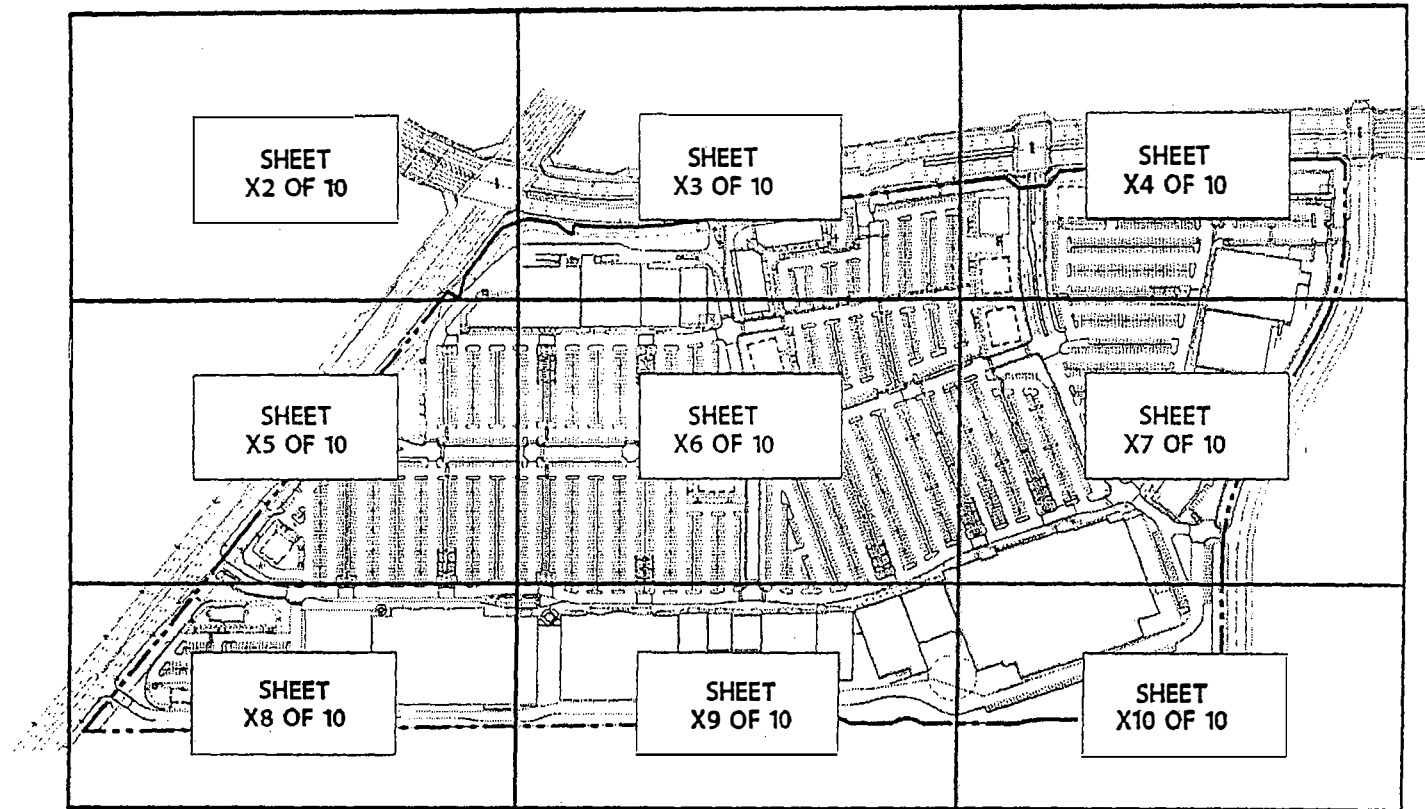 SHEET
X2 OF 10
SHEET
X3 OF 10
SHEET
X4 OF 10
SHEET
X5 OF 10
SHEET
X6 OF 10
SHEET
X7 OF 10
SHEET
X8 OF 10
SHEET
X9 OF 10
SHEET
X10 OF 10